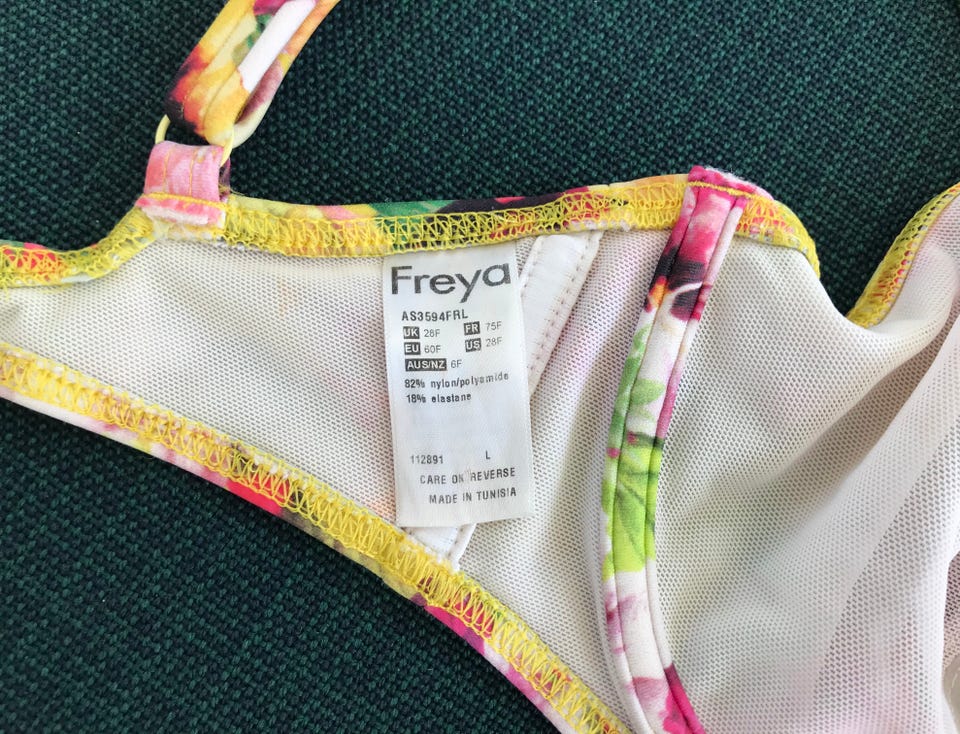 Freya
AS3594FRL
UK 28F FR 75F
EU 60F US 28F
AUS/NZ 6F
82% nylon/polyamide
18% elastane
112891 L
CARE ON REVERSE
MADE IN TUNISIA